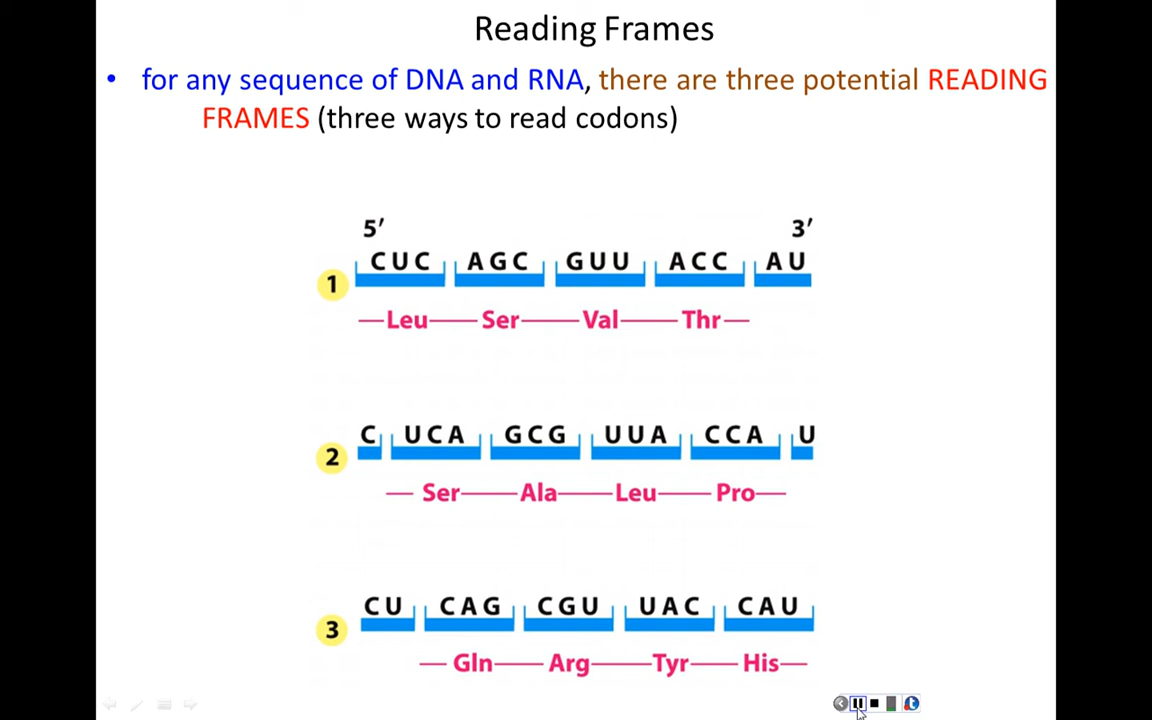 Reading Frames
• for any sequence of DNA and RNA, there are three potential READING
FRAMES (three ways to read codons)
5′ 3′
CUC AGC GUU ACC AU
1
Leu Ser Val Thr
C UCA GCG UUA CCA U
2
Ser Ala Leu Pro
CU CAG CGU UAC CAU
3
Gln Arg Tyr His